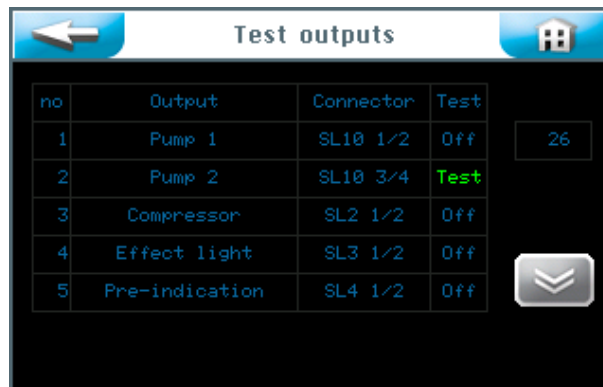 Test outputs
no Output Connector Test
1 Pump 1 SL10 1/2 Off 26
2 Pump 2 SL10 3/4 Test
3 Compressor SL2 1/2 Off
4 Effect light SL3 1/2 Off
5 Pre-indication SL4 1/2 Off